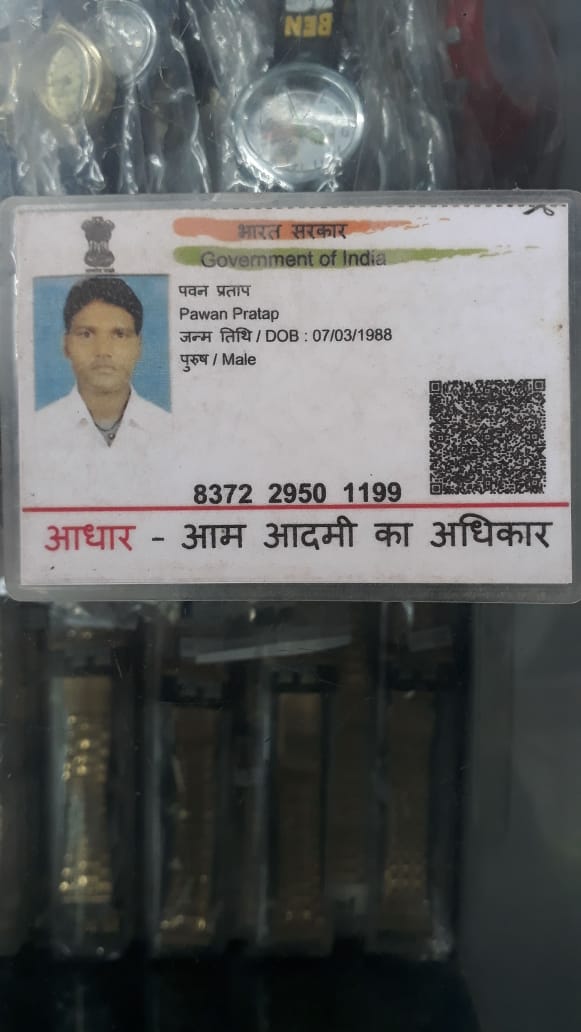 BEN
भारत सरकार
Government of India
पवन प्रताप
Pawan Pratap
जन्म तिथि / DOB : 07/03/1988
पुरुष / Male
8372 2950 1199
आधार - आम आदमी का अधिकार